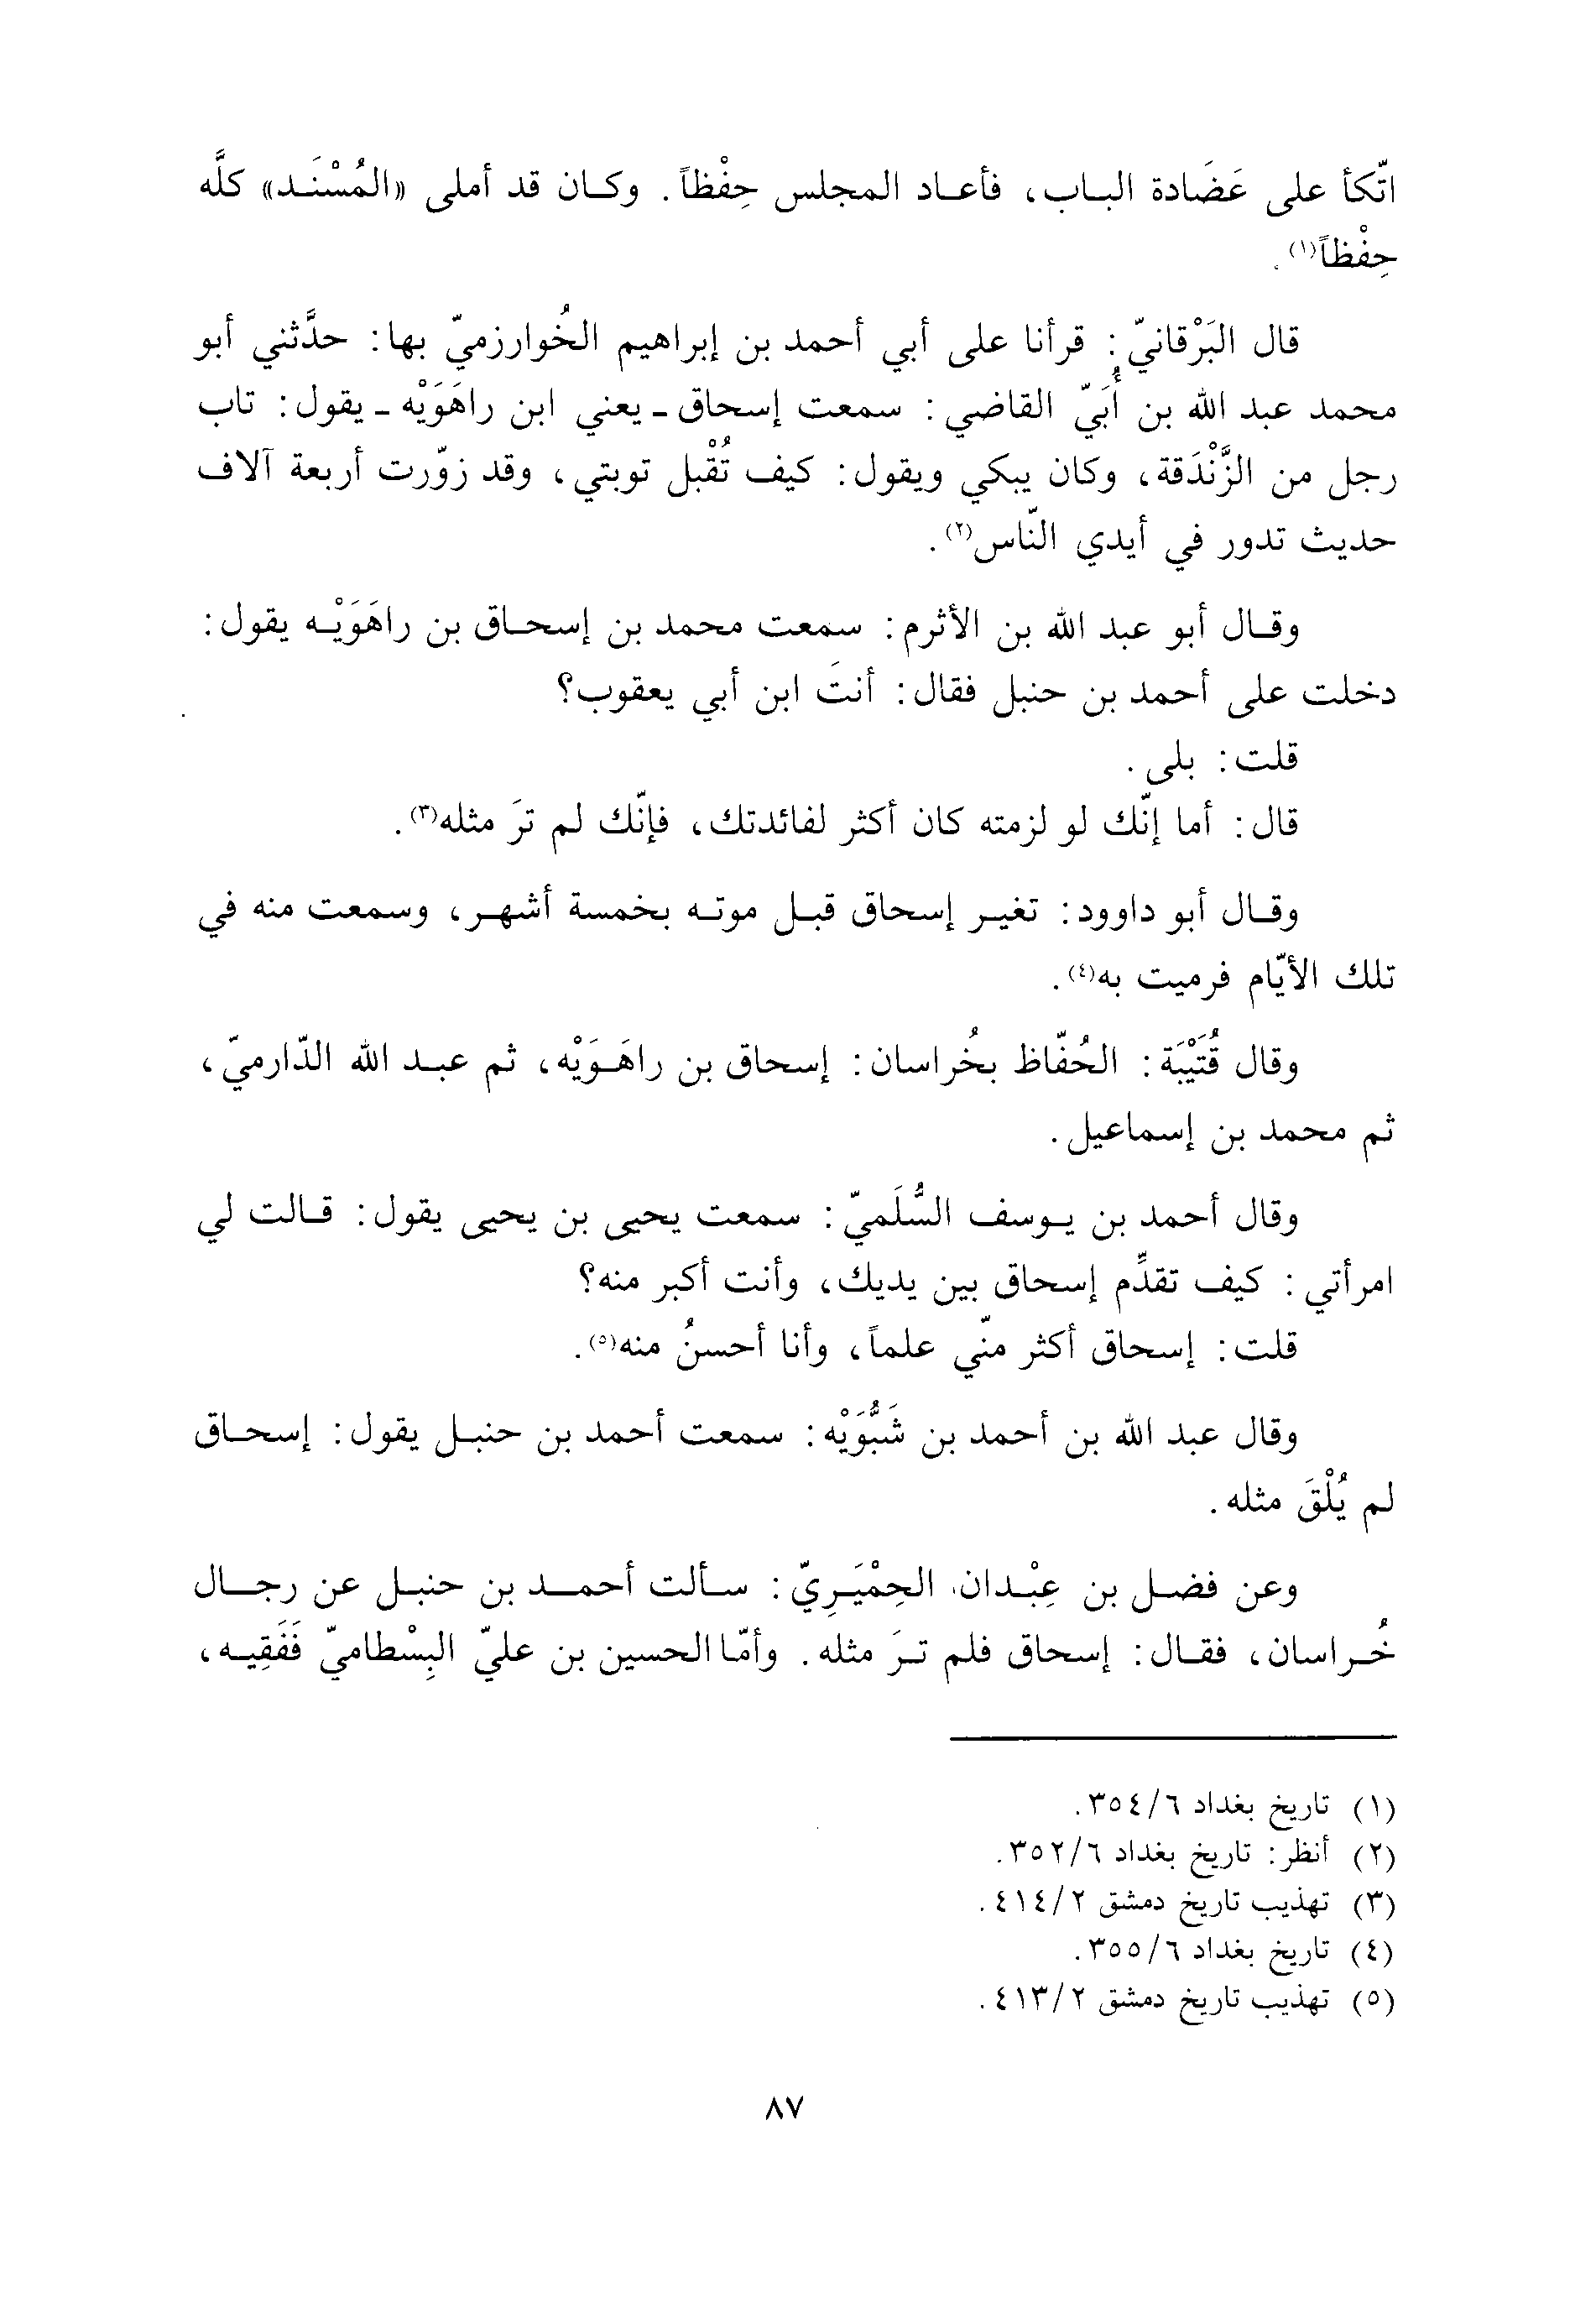 اتّكأ على عَضَادة البـاب، فأعـاد المجلس حِفْظاً. وكـان قد أملى «المُسْنَـد» كلَّه
حِفْظاً(١).
قال البَرْقانيّ: قرأنا على أبي أحمد بن إبراهيم الخُوارزميّ بها: حدَّثني أبو
محمد عبد الله بن أُبَيّ القاضي: سمعت إسحاق ـ يعني ابن راهَوَيْه ـ يقول: تاب
رجل من الزَّنْدَقة، وكان يبكي ويقول: كيف تُقْبل توبتي، وقد زوّرت أربعة آلاف
حديث تدور في أيدي النّاس(٢).
وقـال أبو عبد الله بن الأثرم: سمعت محمد بن إسحـاق بن راهَوَيْـه يقول:
دخلت على أحمد بن حنبل فقال: أنتَ ابن أبي يعقوب؟
قلت: بلى.
قال: أما إنّك لو لزمته كان أكثر لفائدتك، فإنّك لم ترَ مثله(٣).
وقـال أبو داوود: تغيـر إسحاق قبـل موتـه بخمسة أشهـر، وسمعت منه في
تلك الأيّام فرميت به(٤).
وقال قُتَيْبَة: الحُفّاظ بخُراسان: إسحاق بن راهَـوَيْه، ثم عبـد الله الدّارميّ،
ثم محمد بن إسماعيل.
وقال أحمد بن يـوسف السُّلَميّ: سمعت يحيى بن يحيى يقول: قـالت لي
امرأتي: كيف تقدِّم إسحاق بين يديك، وأنت أكبر منه؟
قلت: إسحاق أكثر منّي علماً، وأنا أحسنُ منه(٥).
وقال عبد الله بن أحمد بن شَبُّوَيْه: سمعت أحمد بن حنبـل يقول: إسحـاق
لم يُلْقَ مثله.
وعن فضـل بن عِبْـدان الحِمْيَـرِيّ: سـألت أحمـد بن حنبـل عن رجـال
خُـراسان، فقـال: إسحاق فلم تـرَ مثله. وأمّا الحسين بن عليّ البِسْطاميّ فَفَقِيـه،
(١) تاريخ بغداد ٦/٣٥٤.
(٢) أنظر: تاريخ بغداد ٦/٣٥٢.
(٣) تهذيب تاريخ دمشق ٢/٤١٤.
(٤) تاريخ بغداد ٦/٣٥٥.
(٥) تهذيب تاريخ دمشق ٢/٤١٣.
٨٧